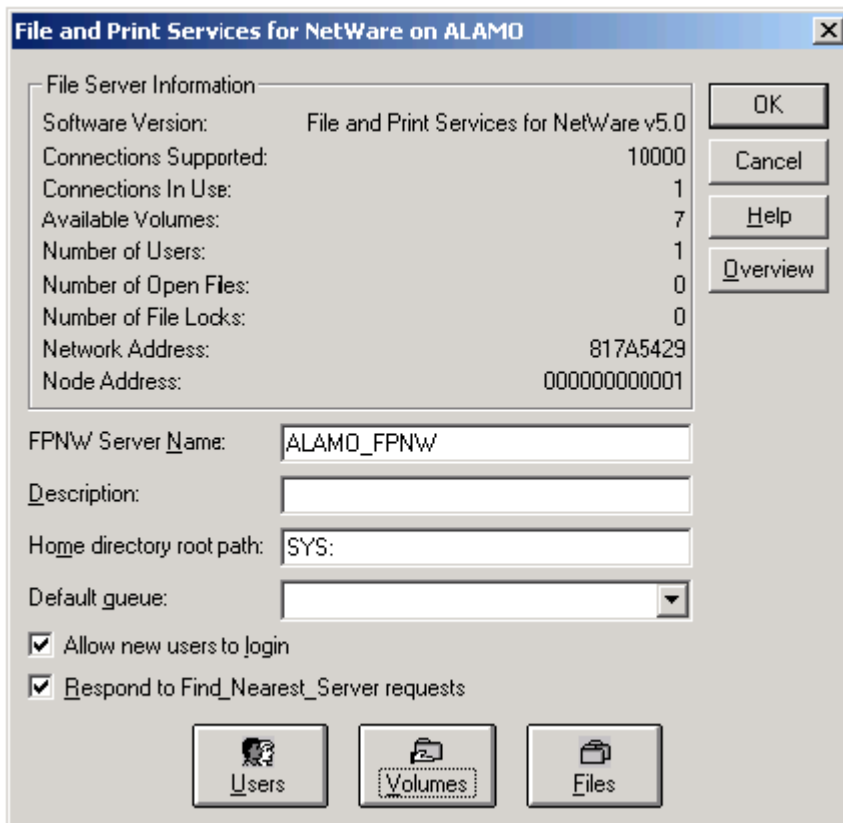 File and Print Services for NetWare on ALAMO
File Server Information
Software Version: File and Print Services for NetWare v5.0
Connections Supported: 10000
Connections In Use: 1
Available Volumes: 7
Number of Users: 1
Number of Open Files: 0
Number of File Locks: 0
Network Address: 817A5429
Node Address: 000000000001
OK
Cancel
Help
Overview
FPNW Server Name: ALAMO_FPNW
Description:
Home directory root path: SYS:
Default queue:
Allow new users to login
Respond to Find_Nearest_Server requests
Users
Volumes
Files